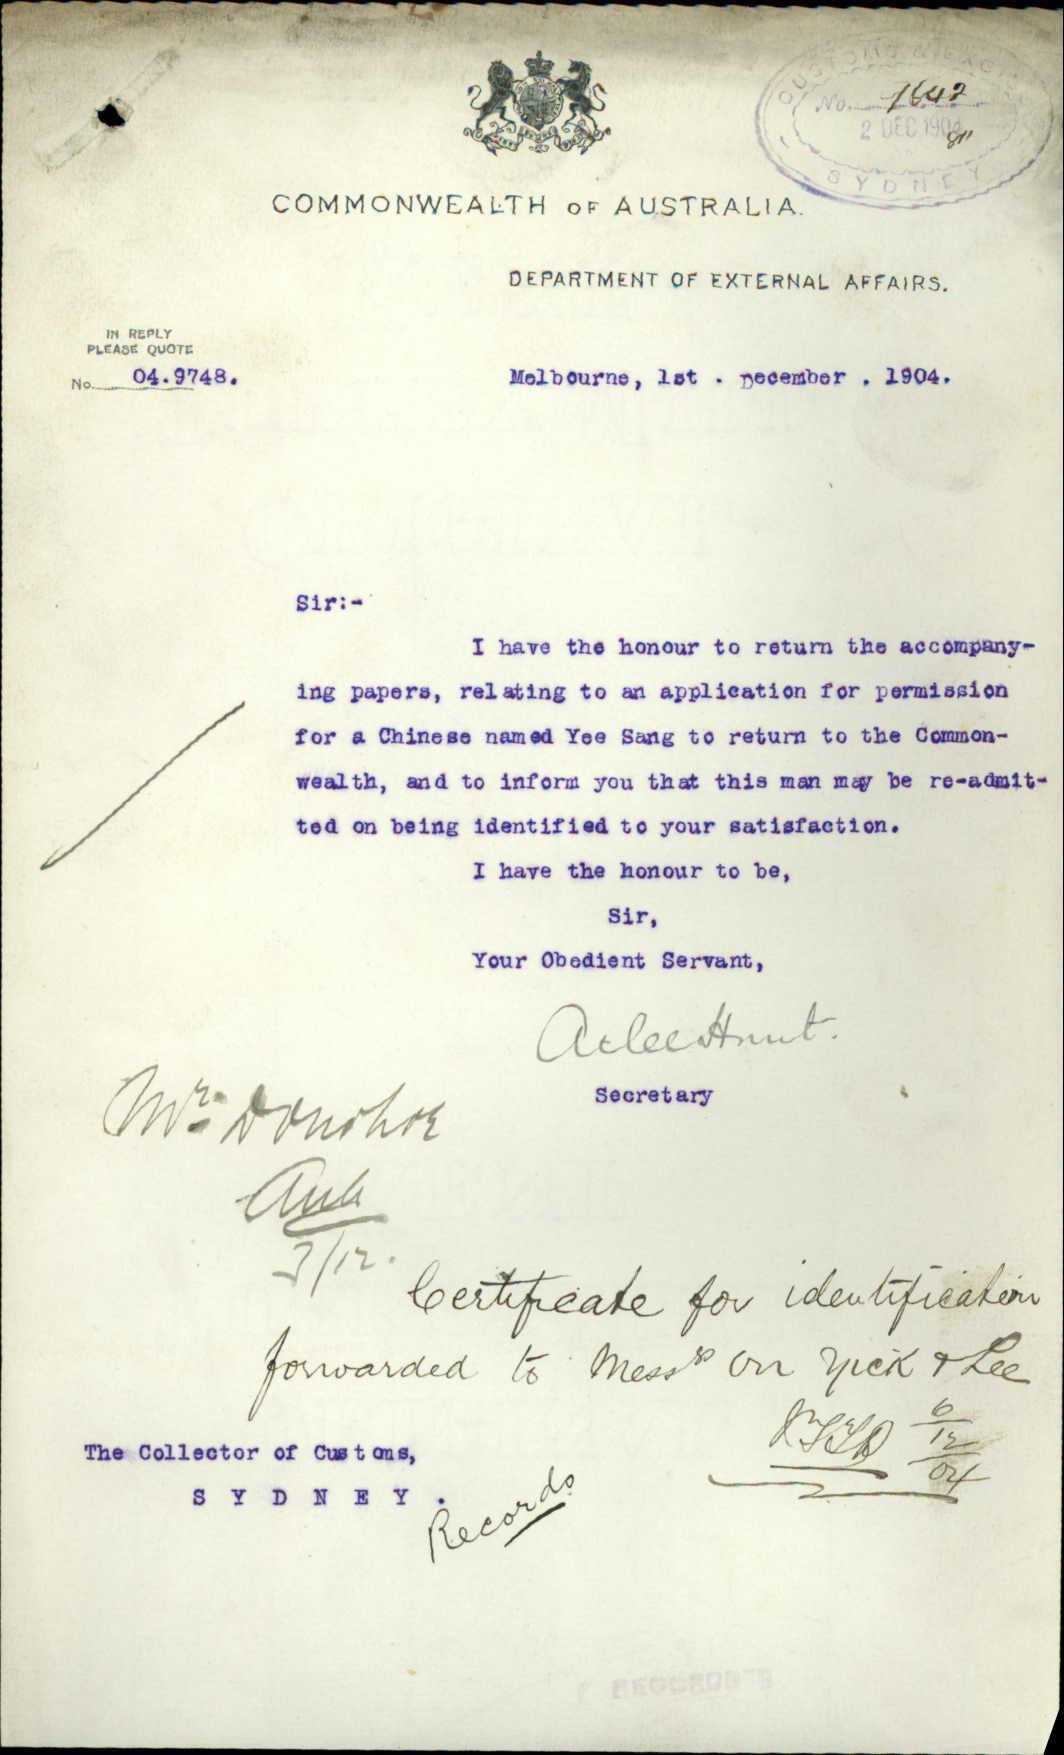 CUSTOMS & EXCISE
No. 1642
2 DEC 1904
SYDNEY
COMMONWEALTH OF AUSTRALIA.
DEPARTMENT OF EXTERNAL AFFAIRS.
IN REPLY
PLEASE QUOTE
No. 04.9748.
Melbourne, 1st . December . 1904.
Sir:-
I have the honour to return the accompany-
ing papers, relating to an application for permission
for a Chinese named Yee Sang to return to the Common-
wealth, and to inform you that this man may be re-admit-
ted on being identified to your satisfaction.
I have the honour to be,
Sir,
Your Obedient Servant,
Atlee Hunt.
Secretary
Mr. Donohoe
3/12.
Certificate for identification
forwarded to Messrs On Yick & Lee
6/12/04
The Collector of Customs,
SYDNEY.
Records
RECORDS